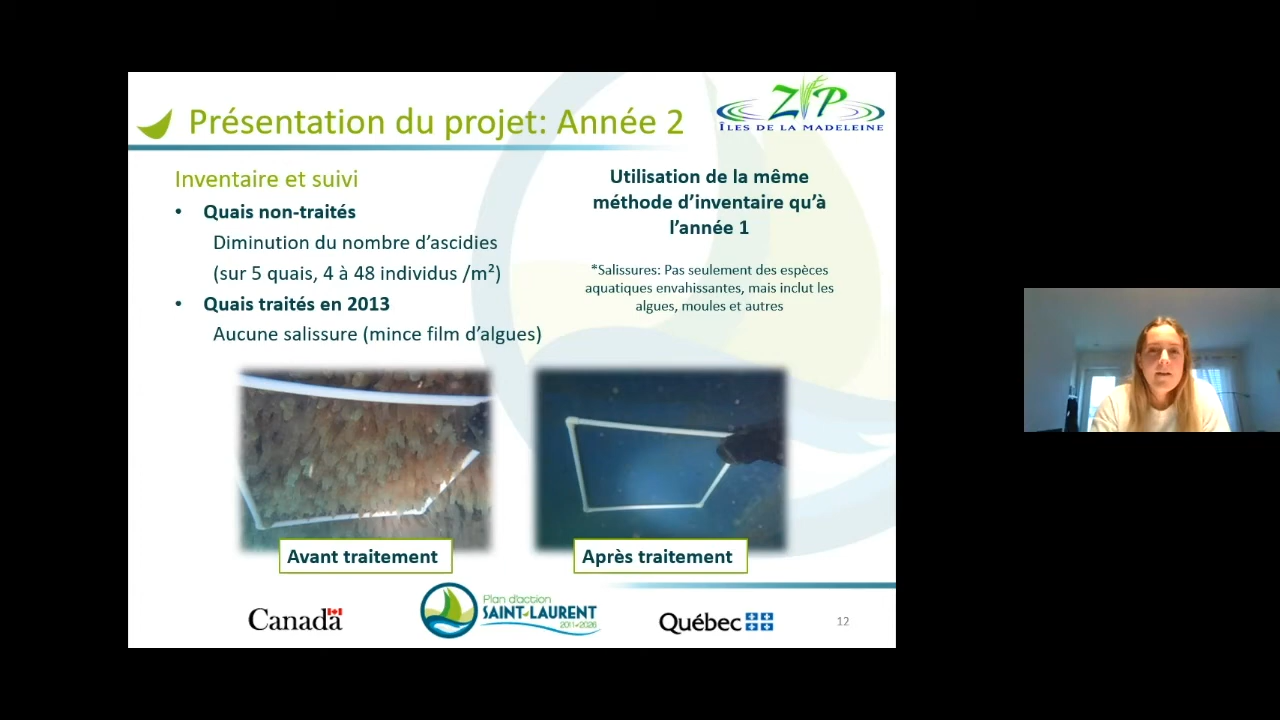 Présentation du projet: Année 2
ZIP
ÎLES DE LA MADELEINE
Inventaire et suivi
• Quais non-traités
Diminution du nombre d'ascidies
(sur 5 quais, 4 à 48 individus /m²)
• Quais traités en 2013
Aucune salissure (mince film d'algues)
Utilisation de la même
méthode d'inventaire qu'à
l'année 1
*Salissures: Pas seulement des espèces
aquatiques envahissantes, mais inclut les
algues, moules et autres
Avant traitement
Après traitement
Canada
Plan d'action
SAINT-LAURENT
2011-2026
Québec
12